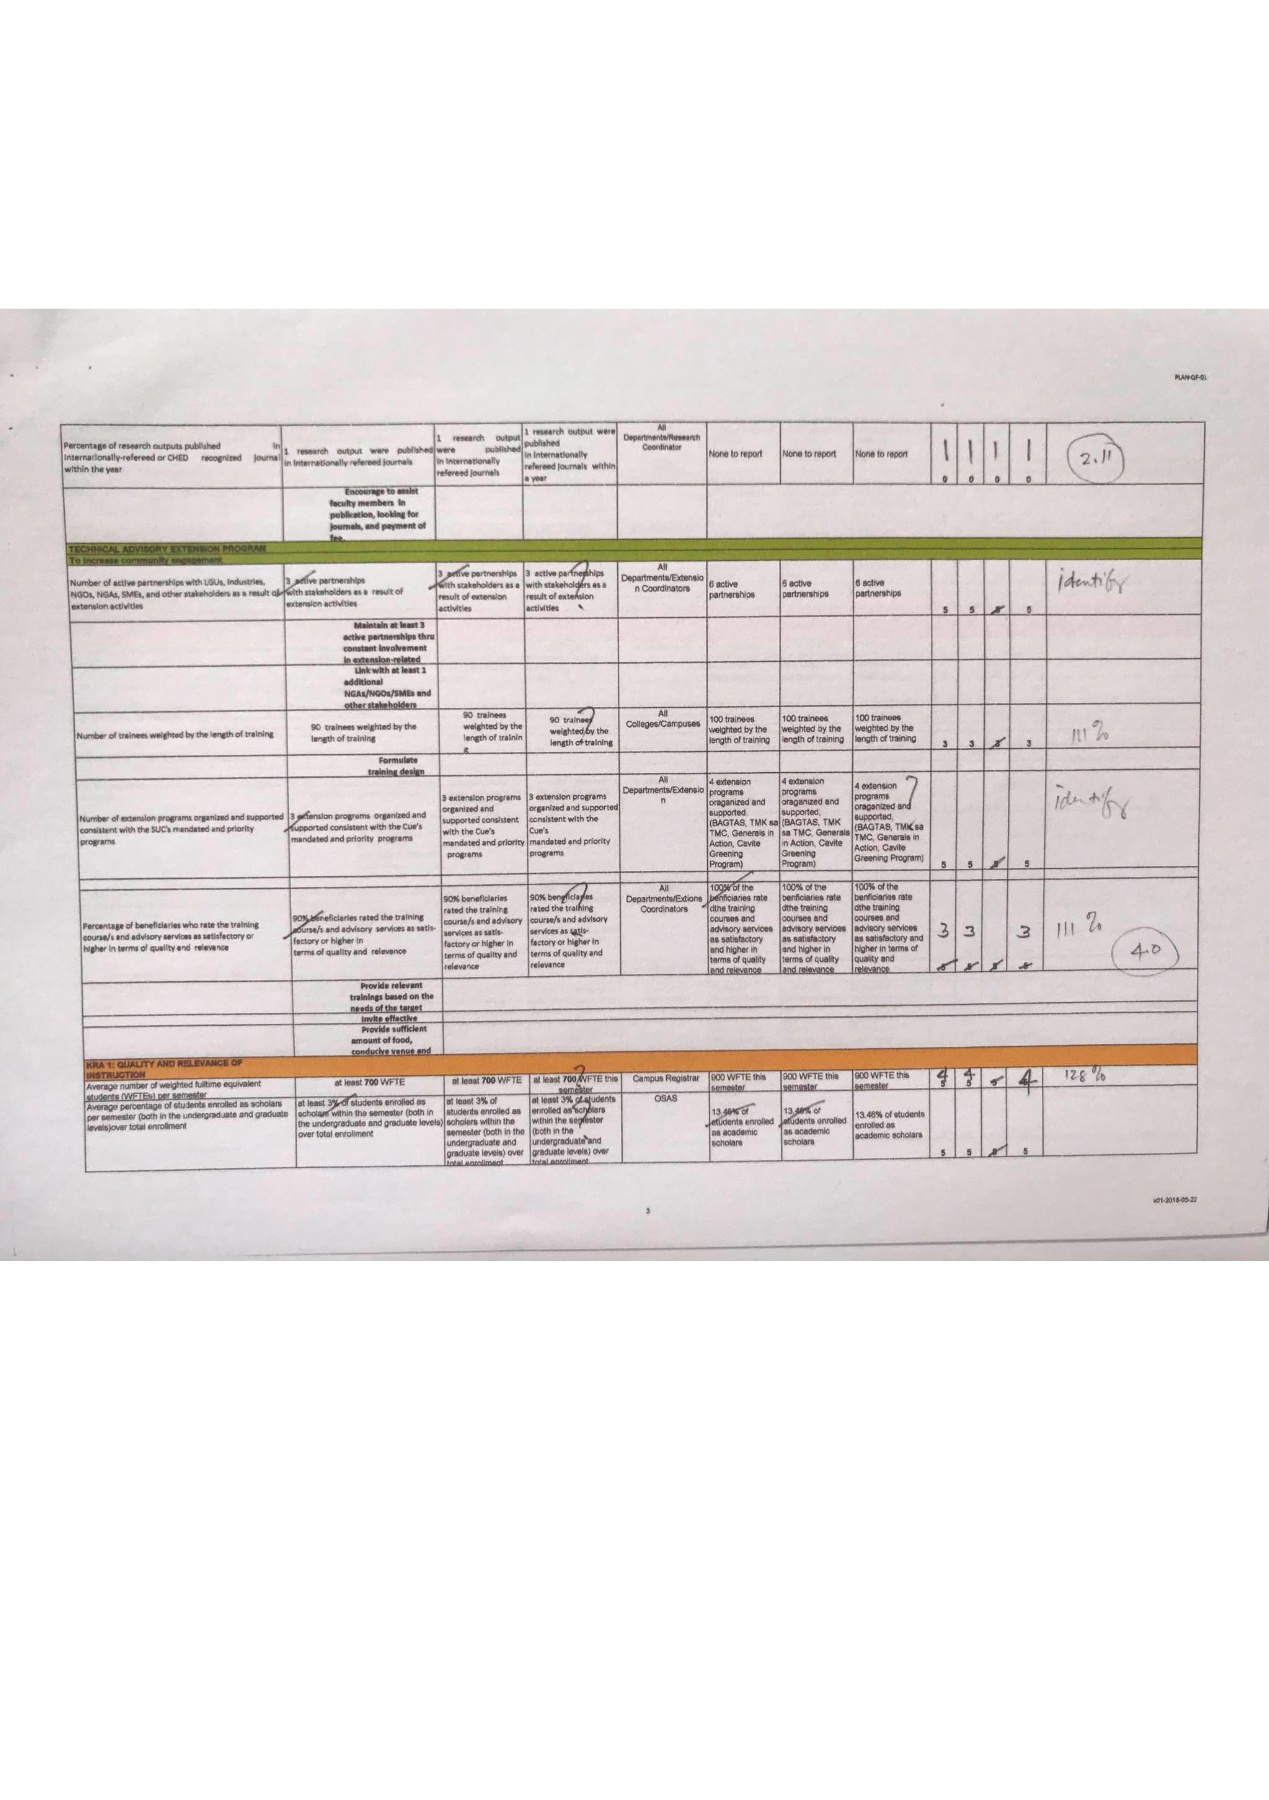 PLAN-QF-01
Percentage of research outputs published in
internationally-refereed or CHED recognized journal
within the year
1 research output were published
in internationally refereed journals
1 research output
were published
in internationally
refereed journals
1 research output were
published
in internationally
refereed journals within
a year
All
Departments/Research
Coordinator
None to report
None to report
None to report
1 1 1 1
0 0 0 0
2.11
Encourage to assist
faculty members in
publication, looking for
journals, and payment of
fee.
TECHNICAL ADVISORY EXTENSION PROGRAM
To increase community engagement
Number of active partnerships with LGUs, Industries,
NGOs, NGAs, SMEs, and other stakeholders as a result of
extension activities
3 active partnerships
with stakeholders as a result of
extension activities
3 active partnerships
with stakeholders as a
result of extension
activities
3 active partnerships
with stakeholders as a
result of extension
activities
All
Departments/Extensio
n Coordinators
6 active
partnerships
6 active
partnerships
6 active
partnerships
5 5 5 5
identify
Maintain at least 3
active partnerships thru
constant involvement
in extension-related
Link with at least 1
additional
NGAs/NGOs/SMEs and
other stakeholders
Number of trainees weighted by the length of training
90 trainees weighted by the
length of training
90 trainees
weighted by the
length of trainin
g
90 trainees
weighted by the
length of training
All
Colleges/Campuses
100 trainees
weighted by the
length of training
100 trainees
weighted by the
length of training
100 trainees
weighted by the
length of training
3 3 3
111%
Formulate
training design
Number of extension programs organized and supported
consistent with the SUC's mandated and priority
programs
3 extension programs organized and
supported consistent with the Cue's
mandated and priority programs
3 extension programs
organized and
supported consistent
with the Cue's
mandated and priority
programs
3 extension programs
organized and supported
consistent with the
Cue's
mandated and priority
programs
All
Departments/Extensio
n
4 extension
programs
oraganized and
supported,
(BAGTAS, TMK sa
TMC, Generals in
Action, Cavite
Greening
Program)
4 extension
programs
oraganized and
supported,
(BAGTAS, TMK
sa TMC, Generals
in Action, Cavite
Greening
Program)
4 extension
programs
oraganized and
supported,
(BAGTAS, TMK sa
TMC, Generals in
Action, Cavite
Greening Program)
5 5 5 5
identify
Percentage of beneficiaries who rate the training
course/s and advisory services as satisfactory or
higher in terms of quality and relevance
90% beneficiaries rated the training
course/s and advisory services as satis-
factory or higher in
terms of quality and relevance
90% beneficiaries
rated the training
course/s and advisory
services as satis-
factory or higher in
terms of quality and
relevance
90% beneficiaries
rated the training
course/s and advisory
services as satis-
factory or higher in
terms of quality and
relevance
All
Departments/Extions
Coordinators
100% of the
benficiaries rate
dthe training
courses and
advisory services
as satisfactory
and higher in
terms of quality
and relevance
100% of the
benficiaries rate
dthe training
courses and
advisory services
as satisfactory
and higher in
terms of quality
and relevance
100% of the
benficiaries rate
dthe training
courses and
advisory services
as satisfactory and
higher in terms of
quality and
relevance
3 3 3
5 5 5 5
111%
4.0
Provide relevant
trainings based on the
needs of the target
Invite effective
Provide sufficient
amount of food,
conducive venue and
KRA 1: QUALITY AND RELEVANCE OF
INSTRUCTION
Average number of weighted fulltime equivalent
students (WFTEs) per semester
at least 700 WFTE
at least 700 WFTE
at least 700 WFTE this
semester
Campus Registrar
900 WFTE this
semester
900 WFTE this
semester
900 WFTE this
semester
4 4 4
5 5 5
128%
Average percentage of students enrolled as scholars
per semester (both in the undergraduate and graduate
levels)over total enrollment
at least 3% of students enrolled as
scholars within the semester (both in
the undergraduate and graduate levels)
over total enrollment
at least 3% of
students enrolled as
scholars within the
semester (both in the
undergraduate and
graduate levels) over
total enrollment
at least 3% of students
enrolled as scholars
within the semester
(both in the
undergraduate and
graduate levels) over
total enrollment
OSAS
13.46% of
students enrolled
as academic
scholars
13.46% of
students enrolled
as academic
scholars
13.46% of students
enrolled as
academic scholars
5 5 5 5
V01-2018-05-22
3